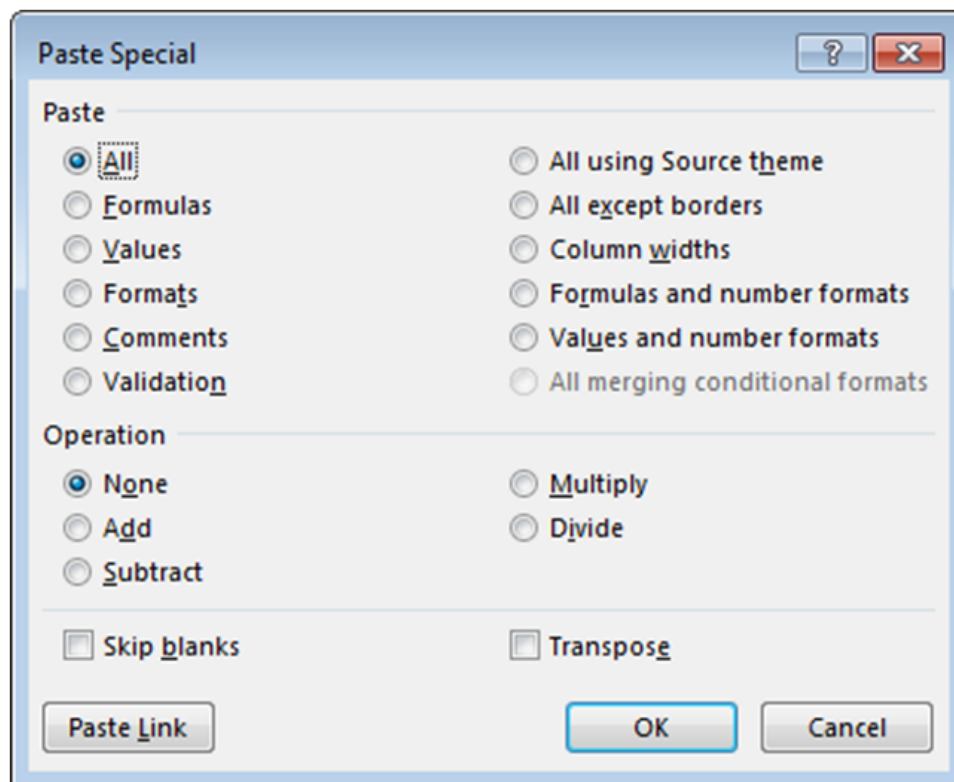 Paste Special
?
Paste
All
All using Source theme
Formulas
All except borders
Values
Column widths
Formats
Formulas and number formats
Comments
Values and number formats
Validation
All merging conditional formats
Operation
None
Multiply
Add
Divide
Subtract
Skip blanks
Transpose
Paste Link
OK
Cancel